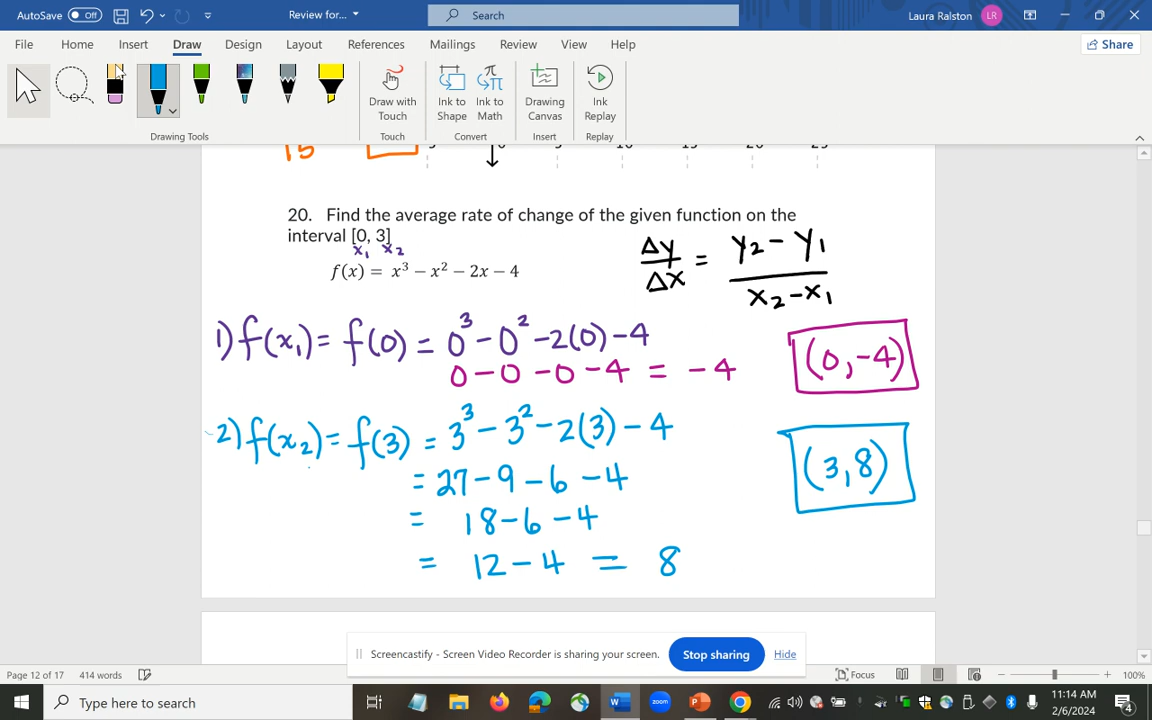 AutoSave Off Review for... Search Laura Ralston LR
File Home Insert Draw Design Layout References Mailings Review View Help Share
Draw with Touch Ink to Shape Ink to Math Drawing Canvas Ink Replay
Drawing Tools Touch Convert Insert Replay
15
20. Find the average rate of change of the given function on the
interval [0, 3]
x₁ x₂
f(x) = x³ − x² − 2x − 4
Δy/Δx = (y₂ − y₁)/(x₂ − x₁)
1) f(x₁) = f(0) = 0³ − 0² − 2(0) − 4
0 − 0 − 0 − 4 = −4
(0, −4)
2) f(x₂) = f(3) = 3³ − 3² − 2(3) − 4
= 27 − 9 − 6 − 4
(3, 8)
= 18 − 6 − 4
= 12 − 4 = 8
Screencastify - Screen Video Recorder is sharing your screen. Stop sharing Hide
Page 12 of 17 414 words Focus 100%
Type here to search zoom 11:14 AM
2/6/2024 4